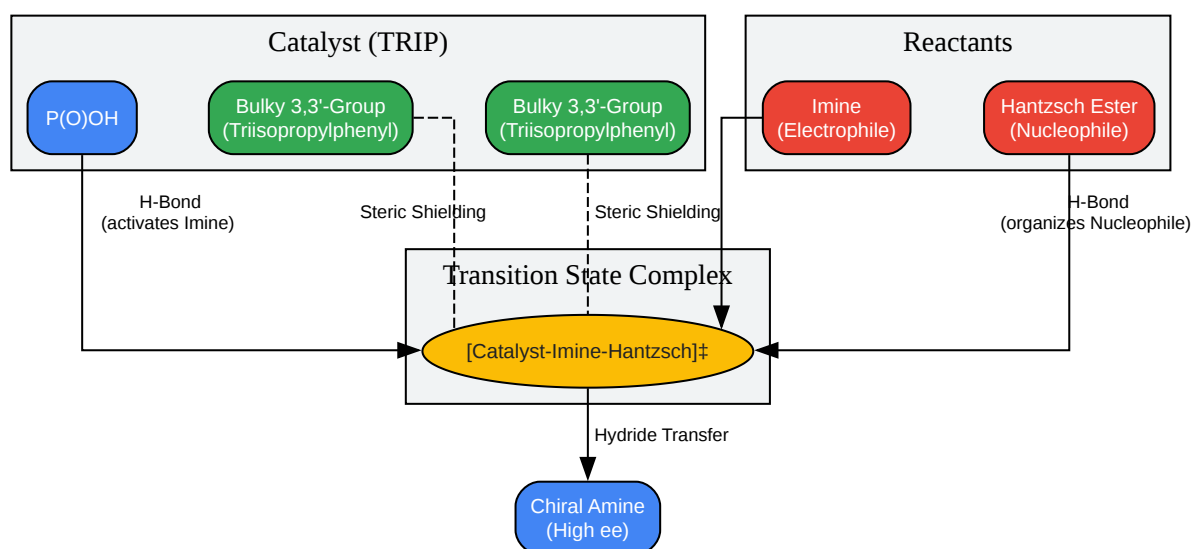 Catalyst (TRIP)
Reactants
P(O)OH
Bulky 3,3'-Group
(Triisopropylphenyl)
Bulky 3,3'-Group
(Triisopropylphenyl)
Imine
(Electrophile)
Hantzsch Ester
(Nucleophile)
H-Bond
(activates Imine)
Steric Shielding
Steric Shielding
H-Bond
(organizes Nucleophile)
Transition State Complex
[Catalyst-Imine-Hantzsch]‡
Hydride Transfer
Chiral Amine
(High ee)